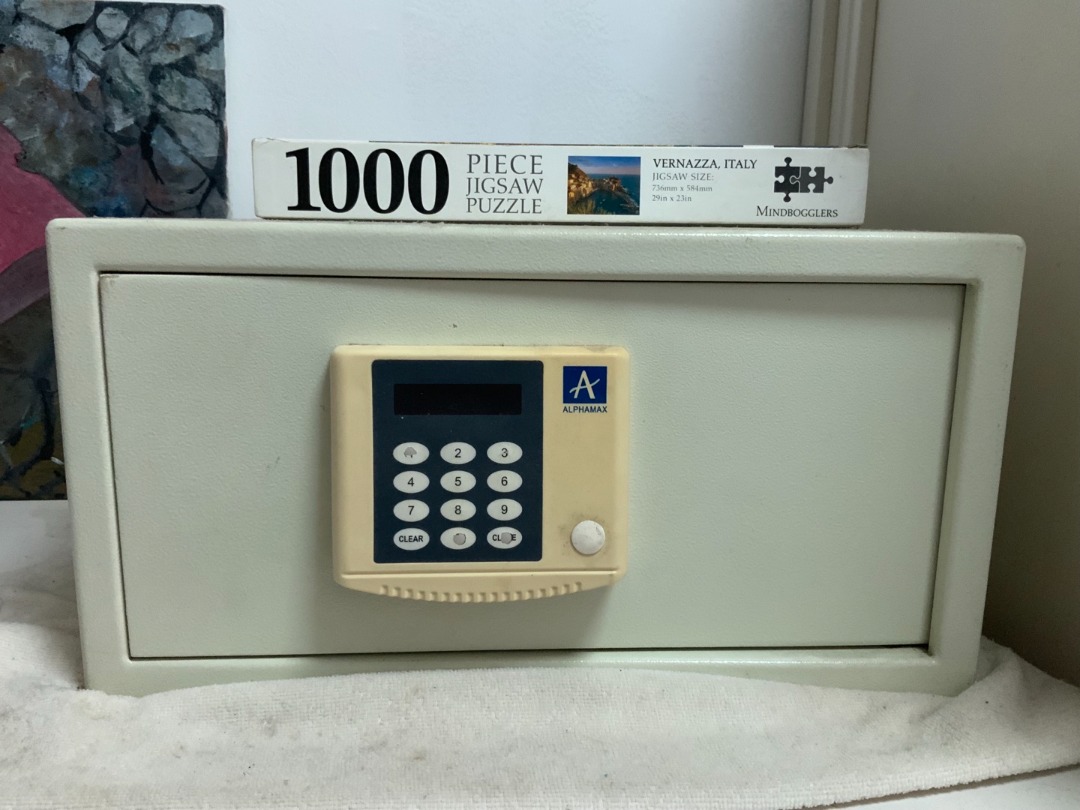 1000 PIECE
JIGSAW
PUZZLE
VERNAZZA, ITALY
JIGSAW SIZE:
736mm x 584mm
29in x 23in
MINDBOGGLERS
A
ALPHAMAX
2 3
4 5 6
7 8 9
CLEAR